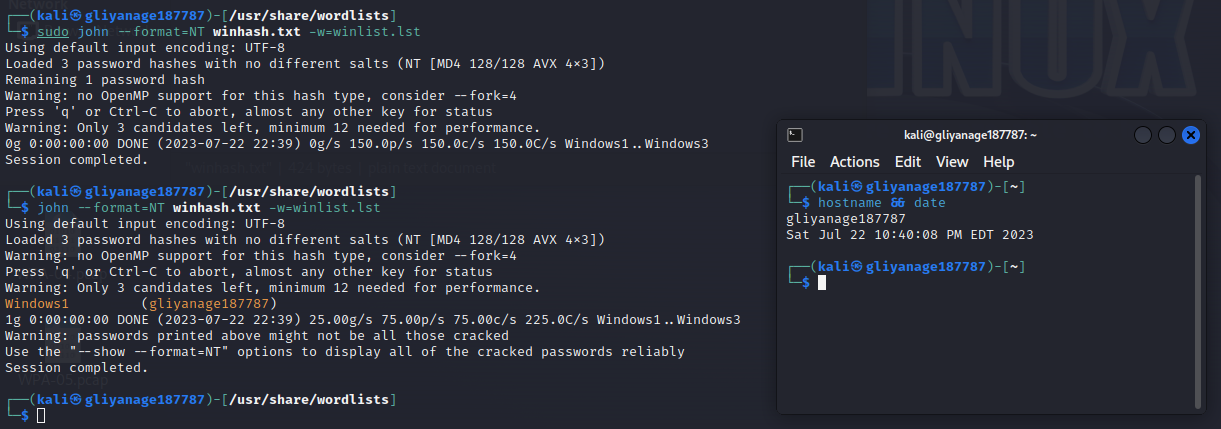 ┌──(kali㉿gliyanage187787)-[/usr/share/wordlists]
└─$ sudo john --format=NT winhash.txt -w=winlist.lst
Using default input encoding: UTF-8
Loaded 3 password hashes with no different salts (NT [MD4 128/128 AVX 4×3])
Remaining 1 password hash
Warning: no OpenMP support for this hash type, consider --fork=4
Press 'q' or Ctrl-C to abort, almost any other key for status
Warning: Only 3 candidates left, minimum 12 needed for performance.
0g 0:00:00:00 DONE (2023-07-22 22:39) 0g/s 150.0p/s 150.0c/s 150.0C/s Windows1..Windows3
Session completed.
┌──(kali㉿gliyanage187787)-[/usr/share/wordlists]
└─$ john --format=NT winhash.txt -w=winlist.lst
Using default input encoding: UTF-8
Loaded 3 password hashes with no different salts (NT [MD4 128/128 AVX 4×3])
Warning: no OpenMP support for this hash type, consider --fork=4
Press 'q' or Ctrl-C to abort, almost any other key for status
Warning: Only 3 candidates left, minimum 12 needed for performance.
Windows1         (gliyanage187787)
1g 0:00:00:00 DONE (2023-07-22 22:39) 25.00g/s 75.00p/s 75.00c/s 225.0C/s Windows1..Windows3
Warning: passwords printed above might not be all those cracked
Use the "--show --format=NT" options to display all of the cracked passwords reliably
Session completed.
WPA-05.pcap
┌──(kali㉿gliyanage187787)-[/usr/share/wordlists]
└─$
kali@gliyanage187787: ~
File Actions Edit View Help
┌──(kali㉿gliyanage187787)-[~]
└─$ hostname && date
gliyanage187787
Sat Jul 22 10:40:08 PM EDT 2023
┌──(kali㉿gliyanage187787)-[~]
└─$